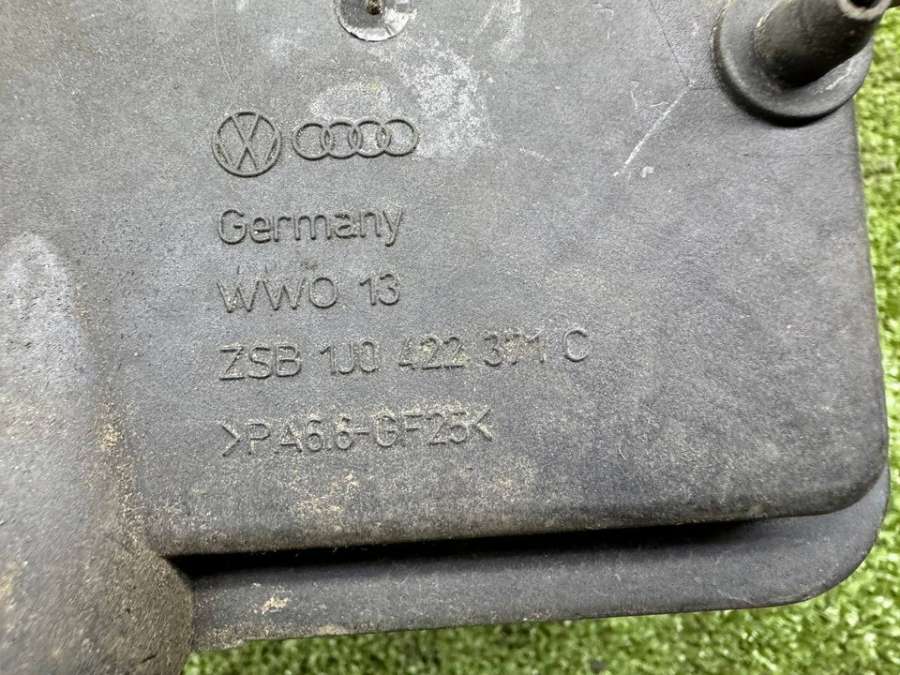 Germany
WWO 13
ZSB 1J0 422 371 C
>PA6.6-GF25<